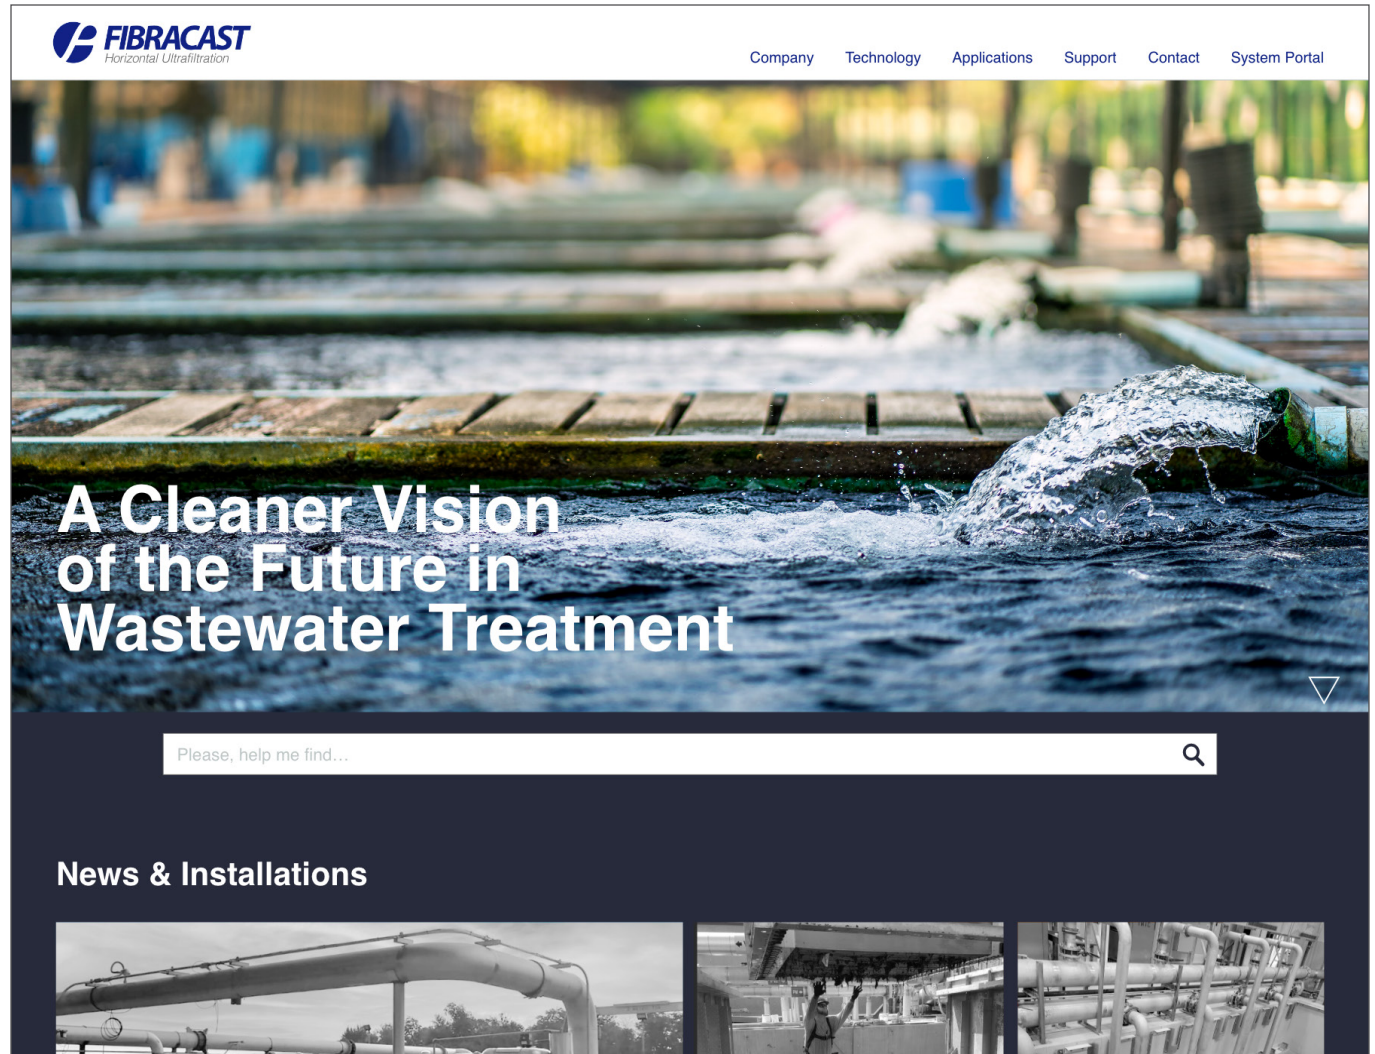 FIBRACAST
Horizontal Ultrafiltration
Company Technology Applications Support Contact System Portal
A Cleaner Vision
of the Future in
Wastewater Treatment
Please, help me find...
News & Installations